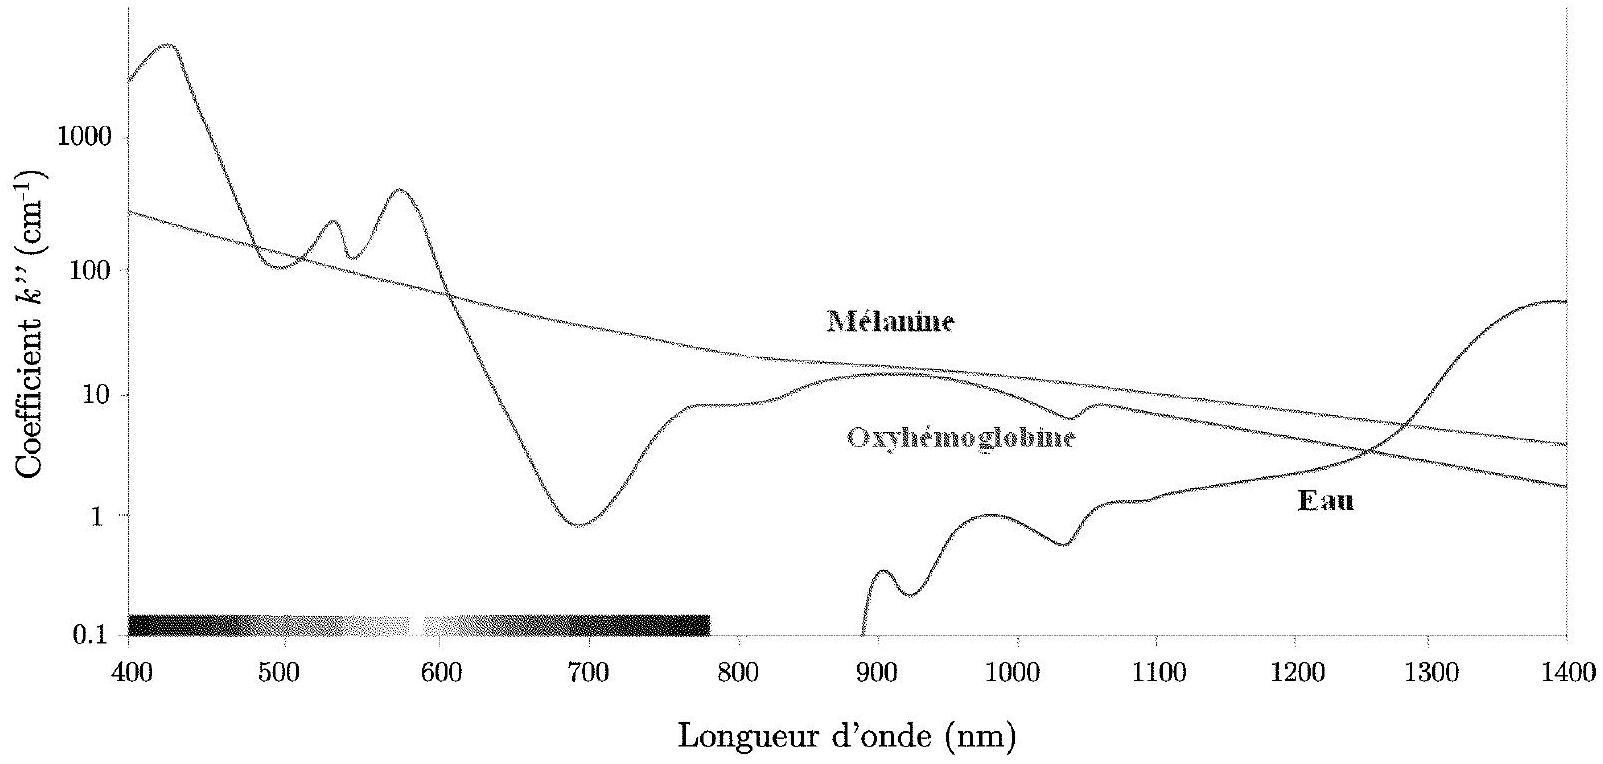 1000
100
10
1
0.1
Coefficient k’’ (cm⁻¹)
Mélanine
Oxyhémoglobine
Eau
400 500 600 700 800 900 1000 1100 1200 1300 1400
Longueur d’onde (nm)